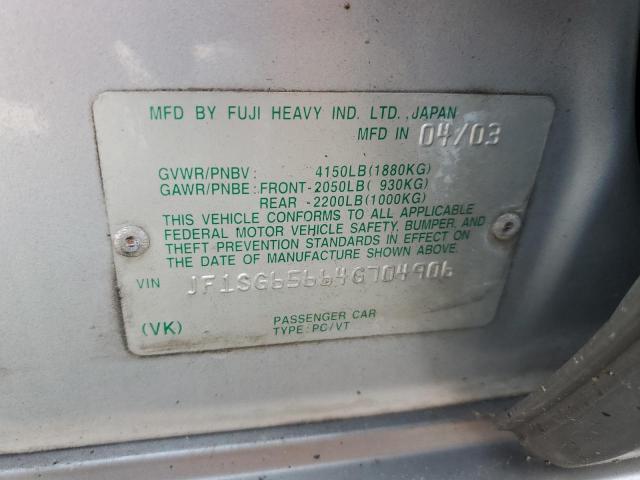 MFD BY FUJI HEAVY IND. LTD., JAPAN
MFD IN 04/03
GVWR/PNBV: 4150LB(1880KG)
GAWR/PNBE: FRONT-2050LB( 930KG)
REAR -2200LB(1000KG)
THIS VEHICLE CONFORMS TO ALL APPLICABLE
FEDERAL MOTOR VEHICLE SAFETY, BUMPER, AND
THEFT PREVENTION STANDARDS IN EFFECT ON
THE DATE OF MANUFACTURE SHOWN ABOVE.
VIN JF1SG65664G704906
(VK) PASSENGER CAR
TYPE: PC/VT